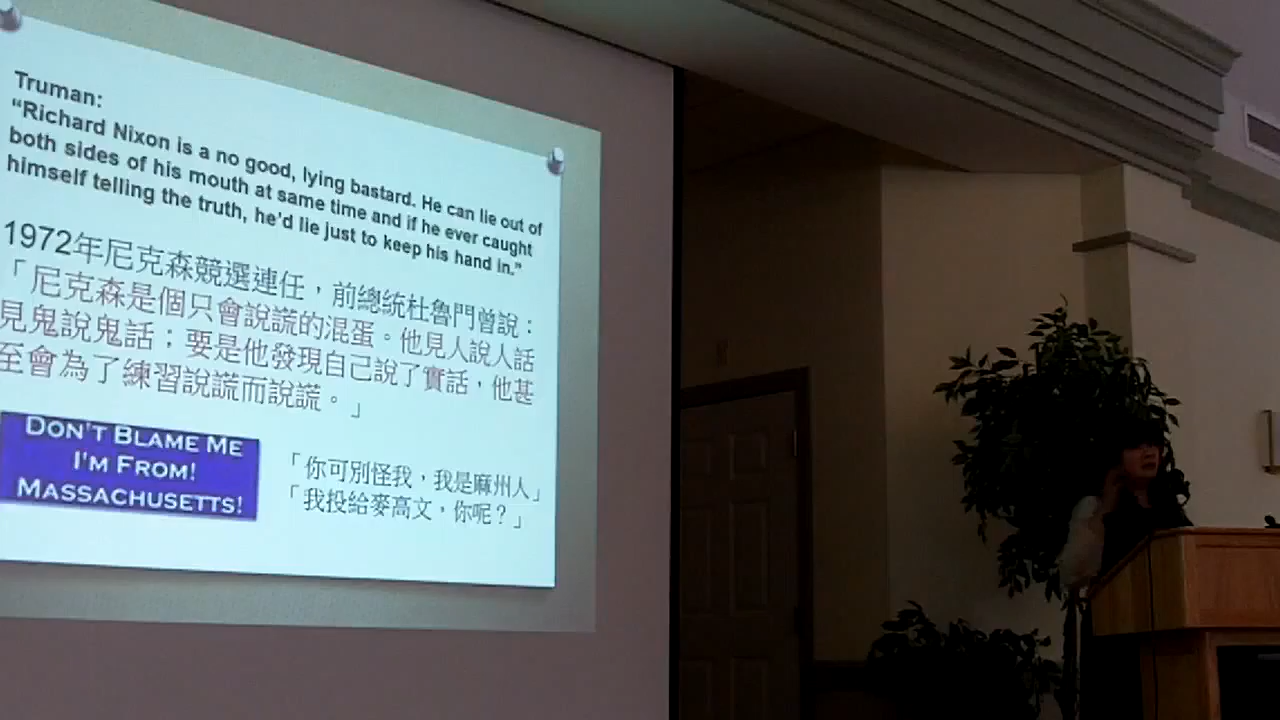 Truman:
“Richard Nixon is a no good, lying bastard. He can lie out of
both sides of his mouth at same time and if he ever caught
himself telling the truth, he’d lie just to keep his hand in.”
1972年尼克森競選連任，前總統杜魯門曾說：
「尼克森是個只會說謊的混蛋。他見人說人話
見鬼說鬼話；要是他發現自己說了實話，他甚
至會為了練習說謊而說謊。」
DON'T BLAME ME
I'M FROM!
MASSACHUSETTS!
「你可別怪我，我是麻州人」
「我投給麥高文，你呢？」